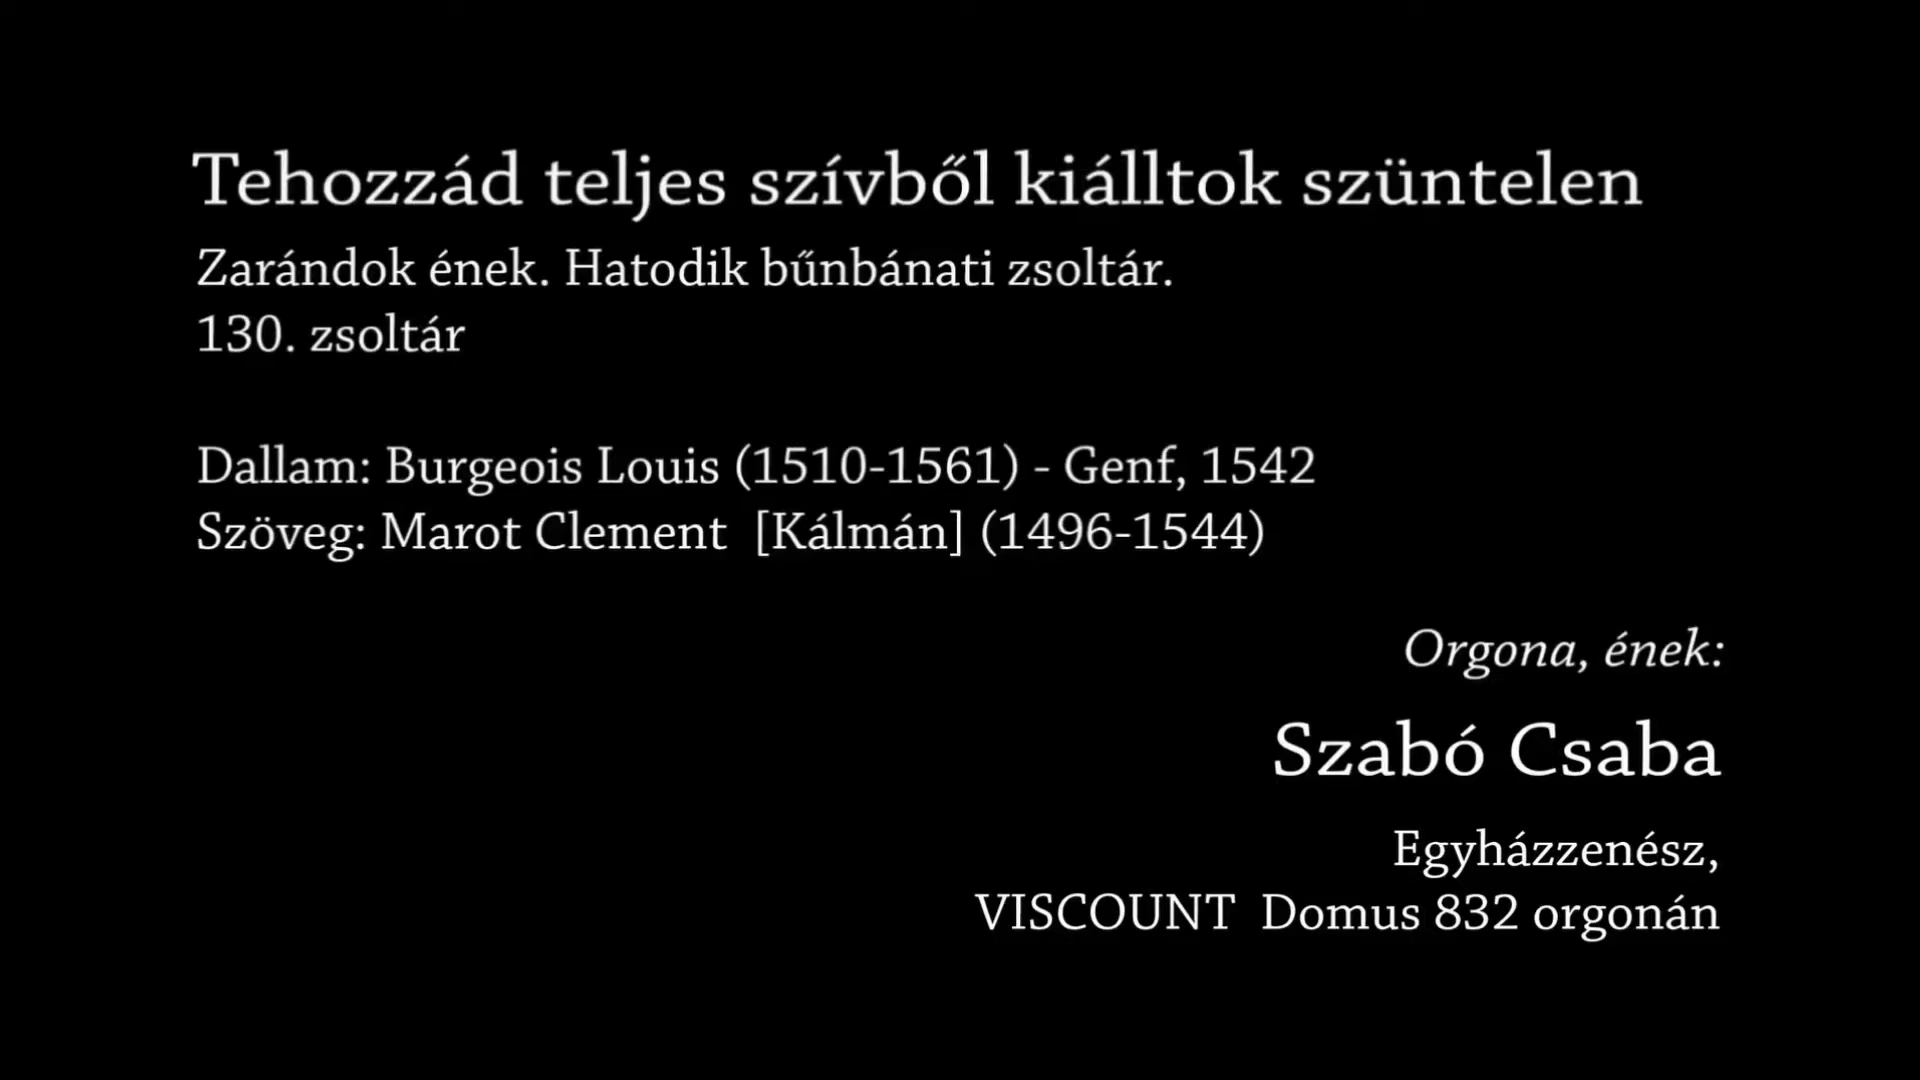 Tehozzád teljes szívből kiálltok szüntelen
Zarándok ének. Hatodik bűnbánati zsoltár.
130. zsoltár
Dallam: Burgeois Louis (1510-1561) - Genf, 1542
Szöveg: Marot Clement [Kálmán] (1496-1544)
Orgona, ének:
Szabó Csaba
Egyházzenész,
VISCOUNT Domus 832 orgonán